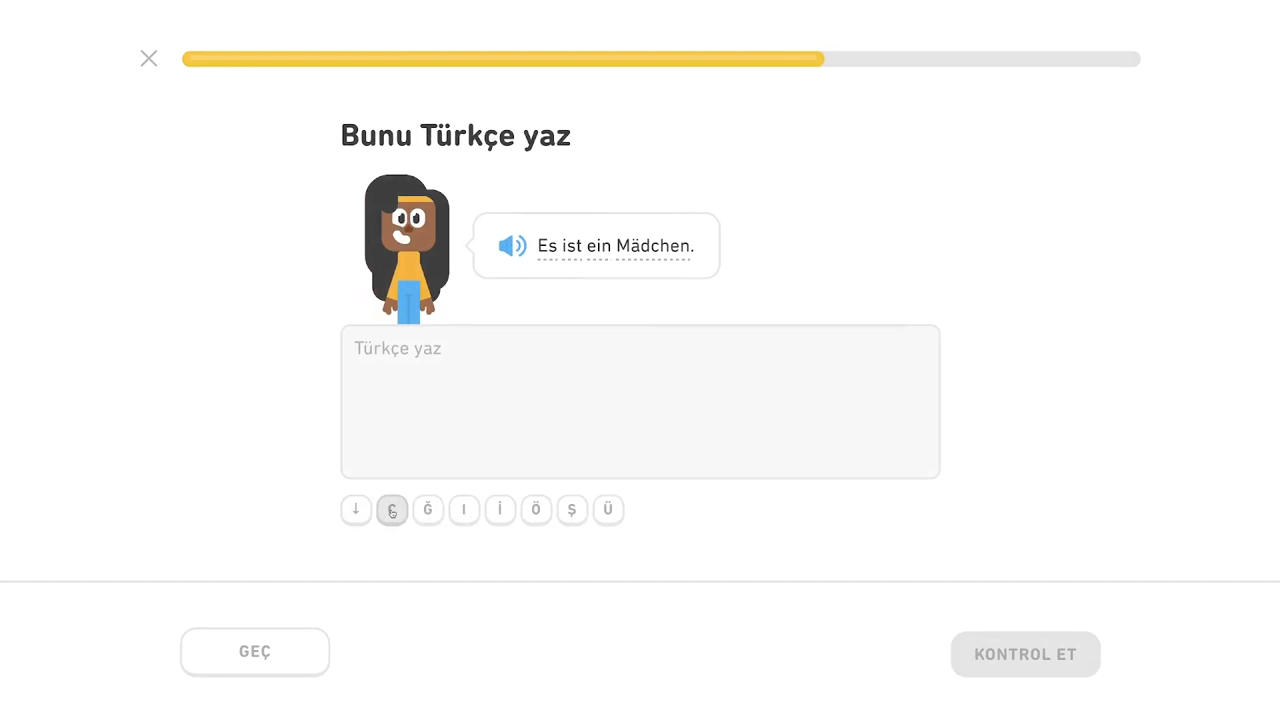 Bunu Türkçe yaz
Es ist ein Mädchen.
Türkçe yaz
↓ Ç Ğ I İ Ö Ş Ü
GEÇ
KONTROL ET